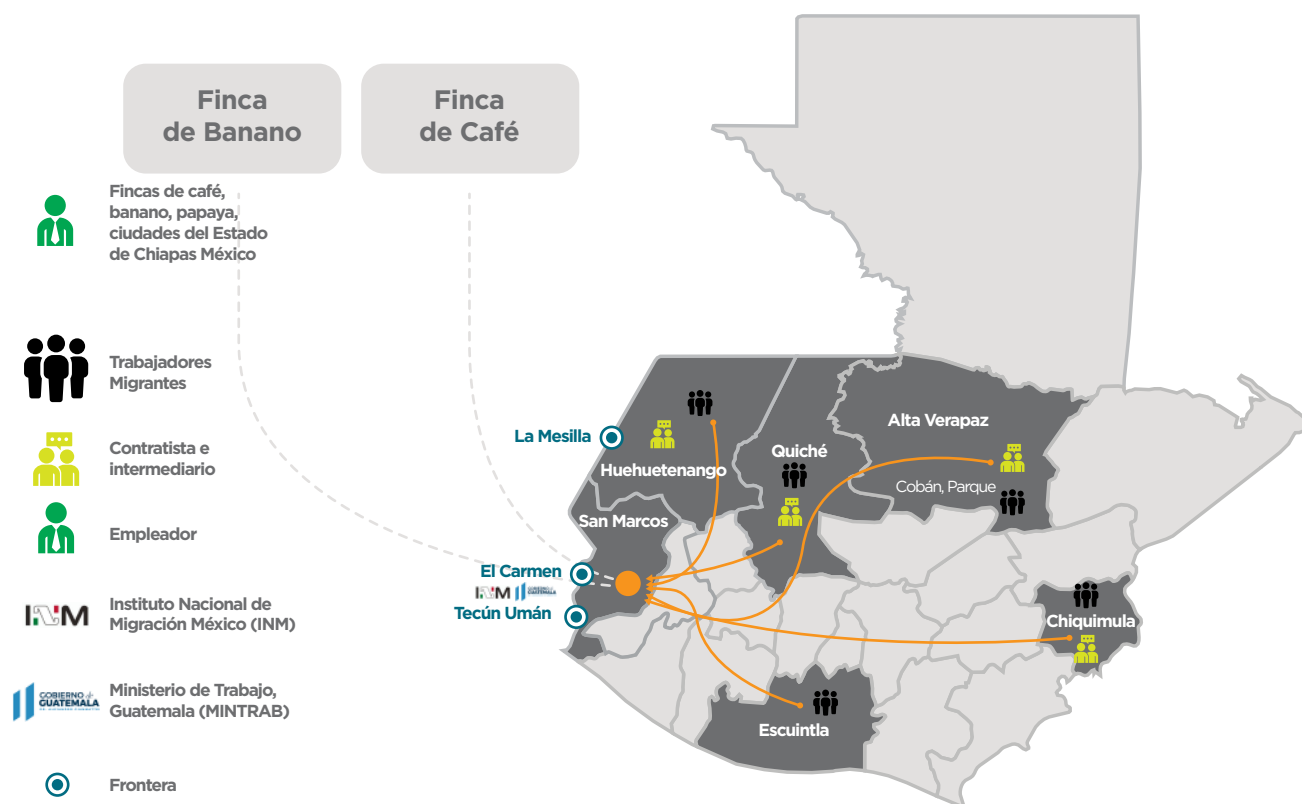 Finca
de Banano
Finca
de Café
Fincas de café,
banano, papaya,
ciudades del Estado
de Chiapas México
Trabajadores
Migrantes
Contratista e
intermediario
Empleador
INM
Instituto Nacional de
Migración México (INM)
GOBIERNO de
GUATEMALA
Ministerio de Trabajo,
Guatemala (MINTRAB)
Frontera
La Mesilla
Huehuetenango
Quiché
Alta Verapaz
Cobán, Parque
San Marcos
El Carmen
INM
GOBIERNO de
GUATEMALA
Tecún Umán
Chiquimula
Escuintla